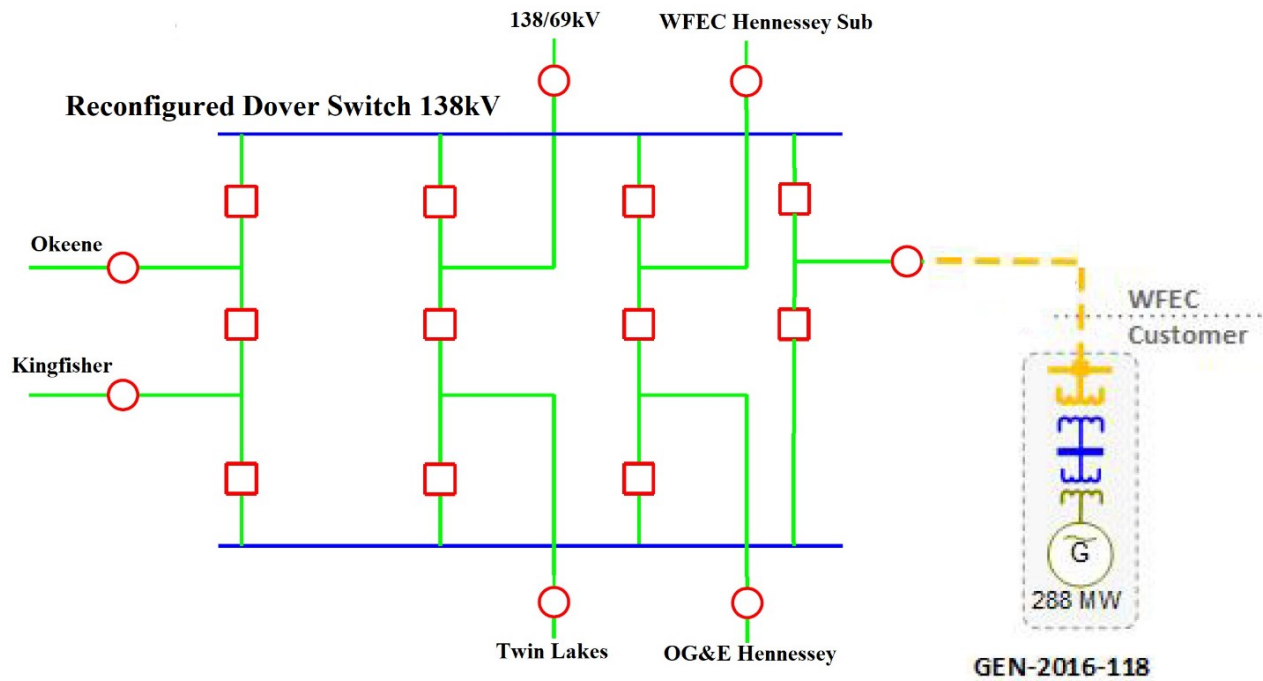 138/69kV
WFEC Hennessey Sub
Reconfigured Dover Switch 138kV
Okeene
WFEC
Customer
Kingfisher
G
288 MW
Twin Lakes
OG&E Hennessey
GEN-2016-118